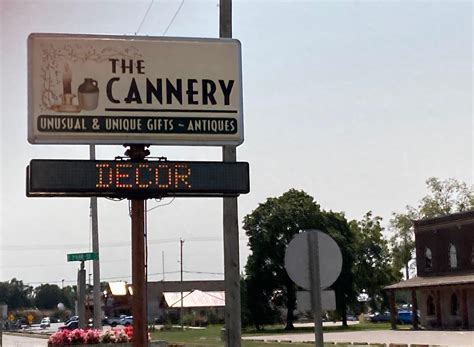 THE
CANNERY
UNUSUAL & UNIQUE GIFTS ~ ANTIQUES
DECOR